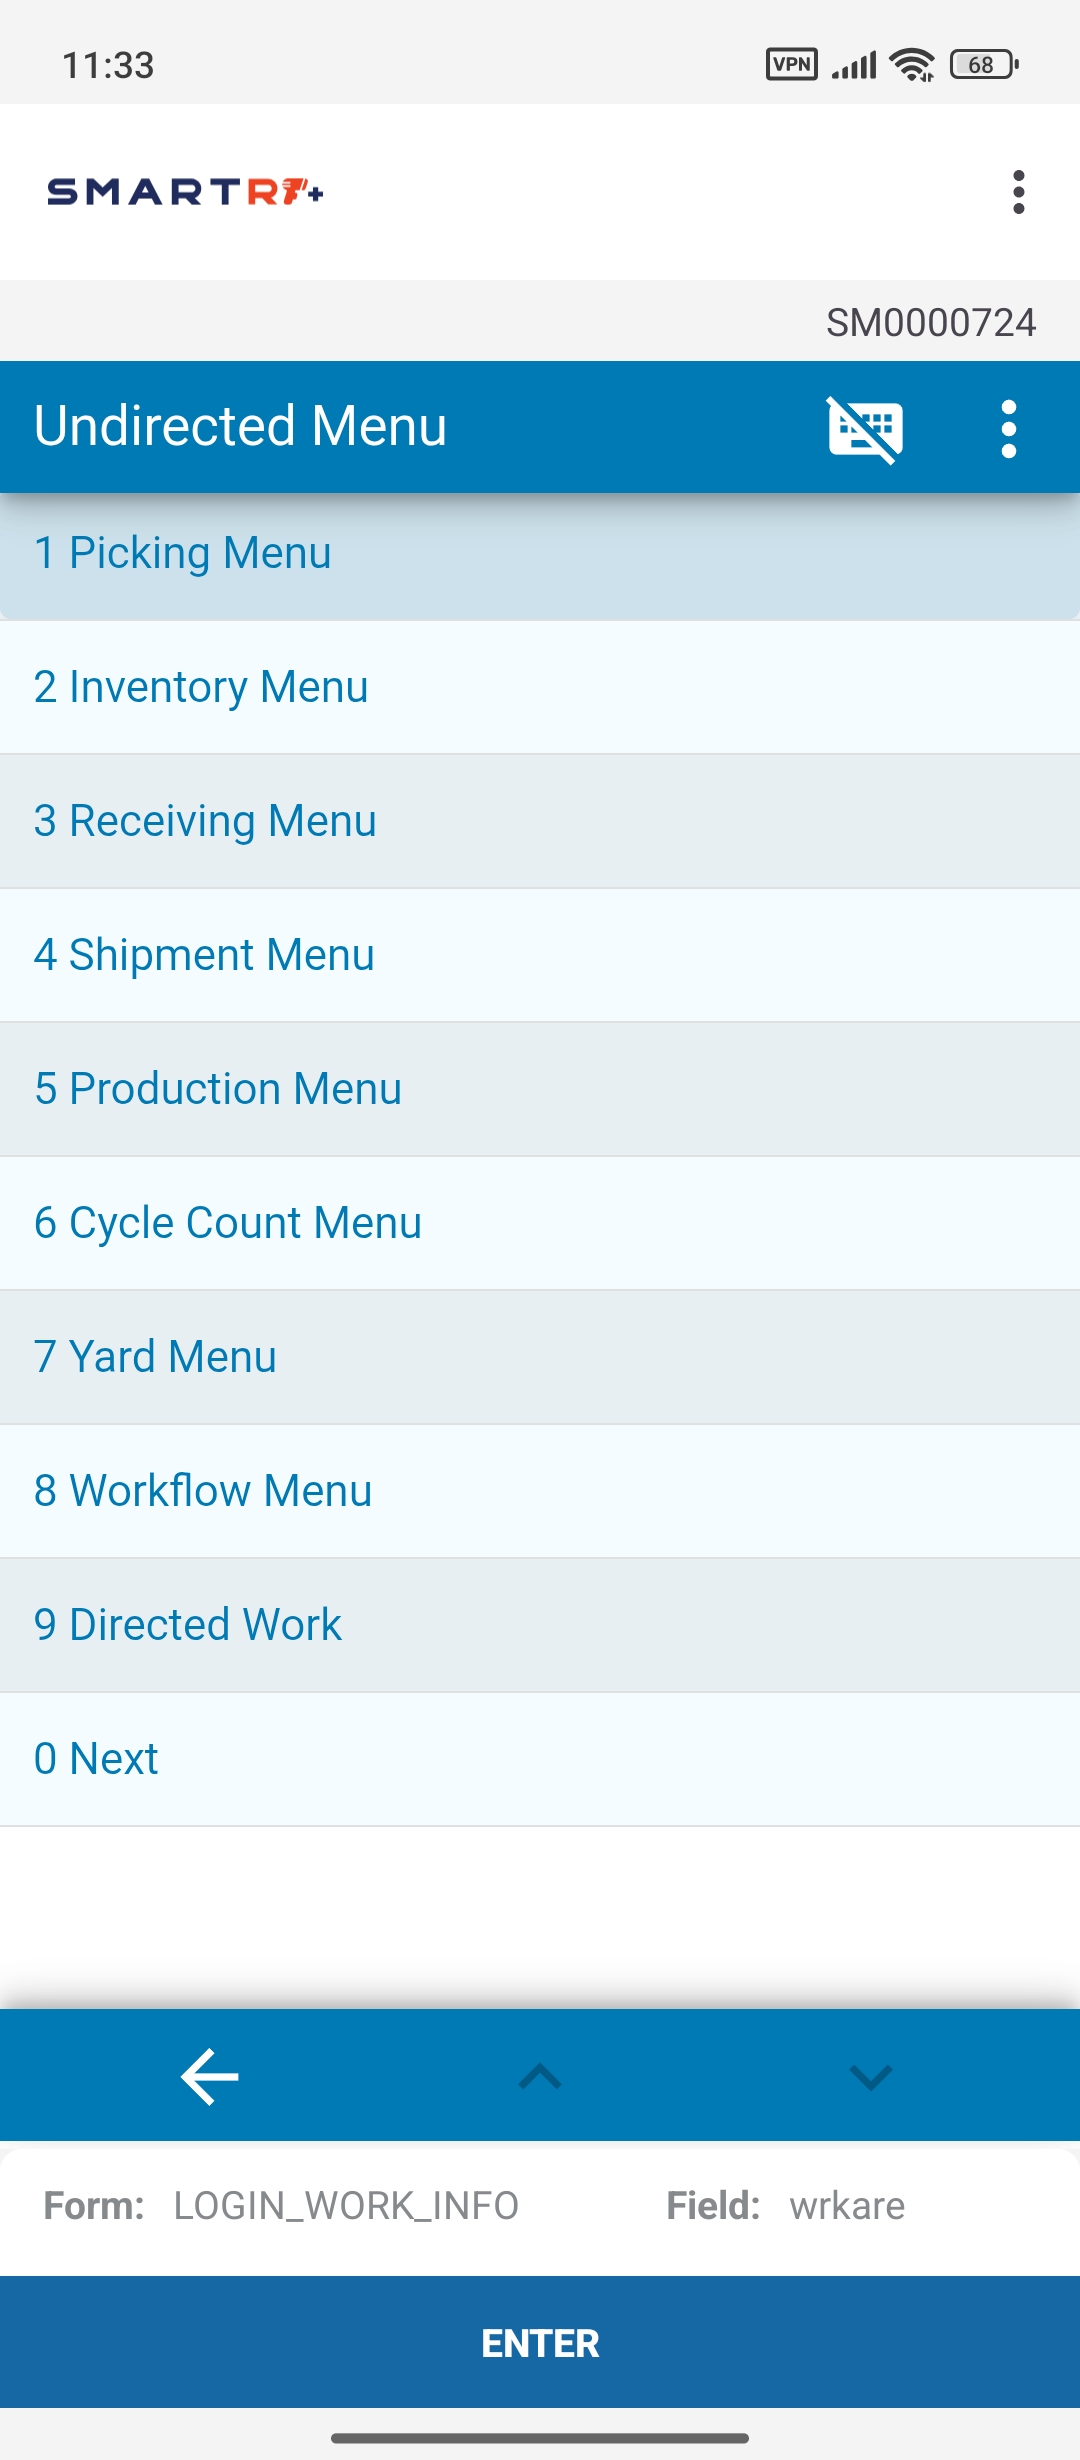 11:33
VPN
68
SMARTRF+
SM0000724
Undirected Menu
1 Picking Menu
2 Inventory Menu
3 Receiving Menu
4 Shipment Menu
5 Production Menu
6 Cycle Count Menu
7 Yard Menu
8 Workflow Menu
9 Directed Work
0 Next
Form: LOGIN_WORK_INFO Field: wrkare
ENTER